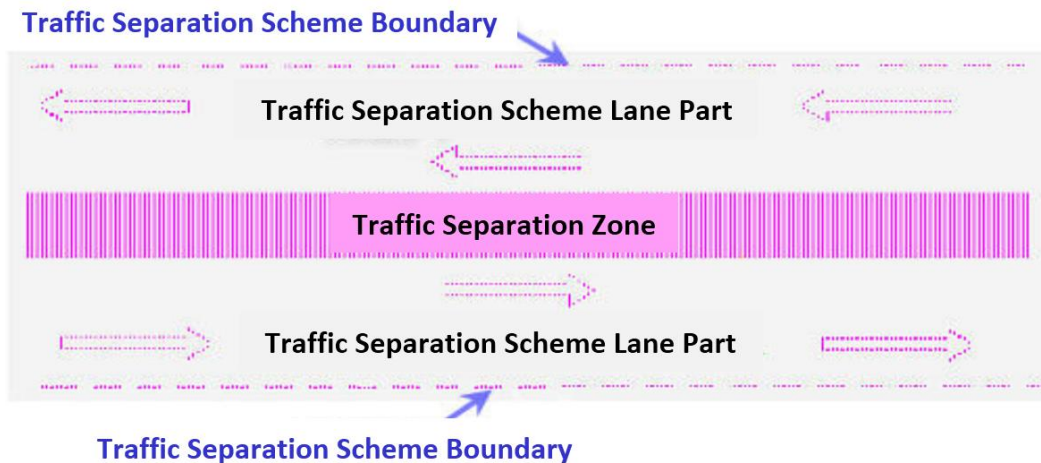 Traffic Separation Scheme Boundary
Traffic Separation Scheme Lane Part
Traffic Separation Zone
Traffic Separation Scheme Lane Part
Traffic Separation Scheme Boundary